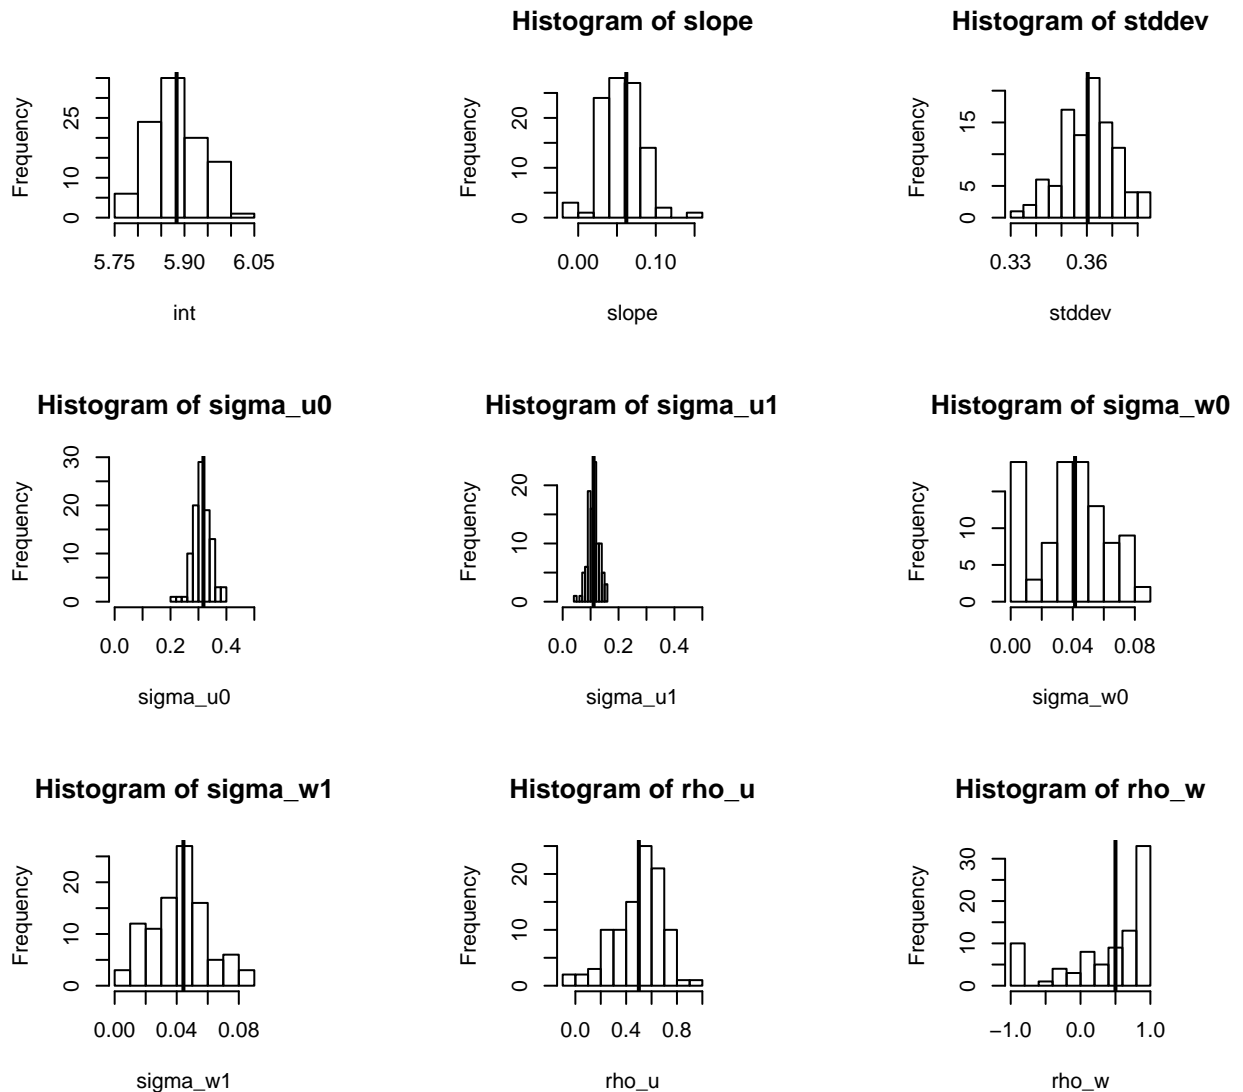 Histogram of slope
Histogram of stddev
Frequency
0
10
25
5.75
5.90
6.05
int
Frequency
0
10
20
0.00
0.10
slope
Frequency
0
5
15
0.33
0.36
stddev
Histogram of sigma_u0
Histogram of sigma_u1
Histogram of sigma_w0
Frequency
0
10
20
30
0.0
0.2
0.4
sigma_u0
Frequency
0
10
20
0.0
0.2
0.4
sigma_u1
Frequency
0
5
10
0.00
0.04
0.08
sigma_w0
Histogram of sigma_w1
Histogram of rho_u
Histogram of rho_w
Frequency
0
10
20
0.00
0.04
0.08
sigma_w1
Frequency
0
10
20
0.0
0.4
0.8
rho_u
Frequency
0
10
20
30
−1.0
0.0
1.0
rho_w